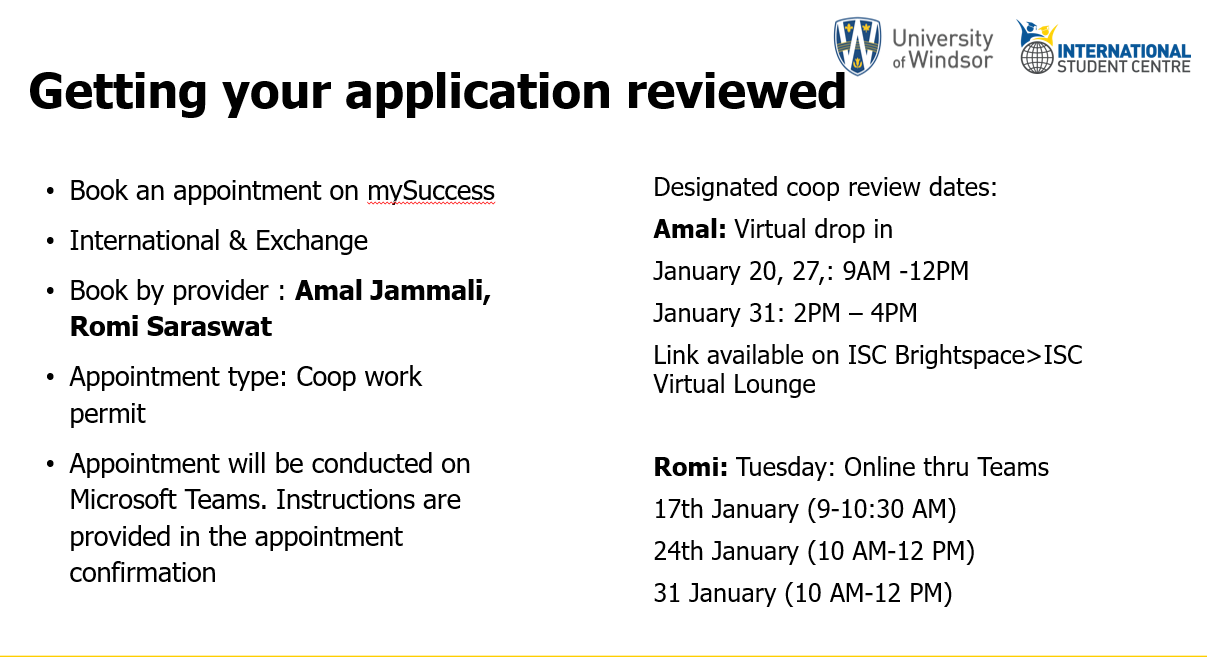 University
of Windsor
INTERNATIONAL
STUDENT CENTRE
Getting your application reviewed
• Book an appointment on mySuccess
• International & Exchange
• Book by provider : Amal Jammali,
Romi Saraswat
• Appointment type: Coop work
permit
• Appointment will be conducted on
Microsoft Teams. Instructions are
provided in the appointment
confirmation
Designated coop review dates:
Amal: Virtual drop in
January 20, 27,: 9AM -12PM
January 31: 2PM – 4PM
Link available on ISC Brightspace>ISC
Virtual Lounge
Romi: Tuesday: Online thru Teams
17th January (9-10:30 AM)
24th January (10 AM-12 PM)
31 January (10 AM-12 PM)